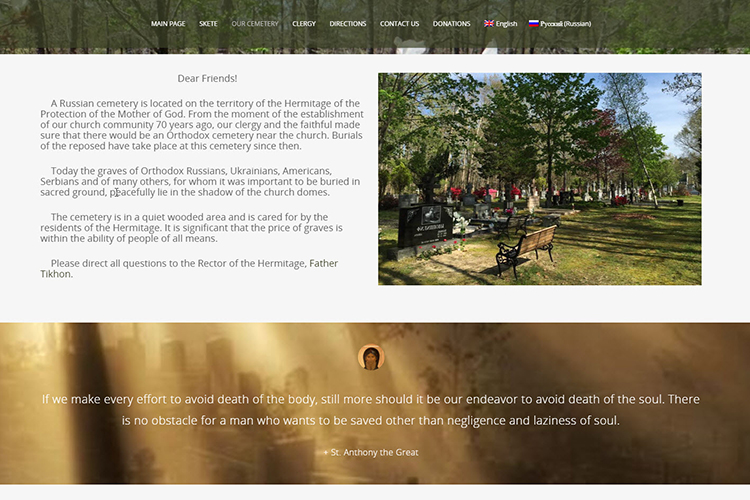 MAIN PAGE SKETE OUR CEMETERY CLERGY DIRECTIONS CONTACT US DONATIONS English Русский (Russian)
Dear Friends!
A Russian cemetery is located on the territory of the Hermitage of the
Protection of the Mother of God. From the moment of the establishment
of our church community 70 years ago, our clergy and the faithful made
sure that there would be an Orthodox cemetery near the church. Burials
of the reposed have take place at this cemetery since then.
Today the graves of Orthodox Russians, Ukrainians, Americans,
Serbians and of many others, for whom it was important to be buried in
sacred ground, peacefully lie in the shadow of the church domes.
The cemetery is in a quiet wooded area and is cared for by the
residents of the Hermitage. It is significant that the price of graves is
within the ability of people of all means.
Please direct all questions to the Rector of the Hermitage, Father
Tikhon.
If we make every effort to avoid death of the body, still more should it be our endeavor to avoid death of the soul. There
is no obstacle for a man who wants to be saved other than negligence and laziness of soul.
+ St. Anthony the Great